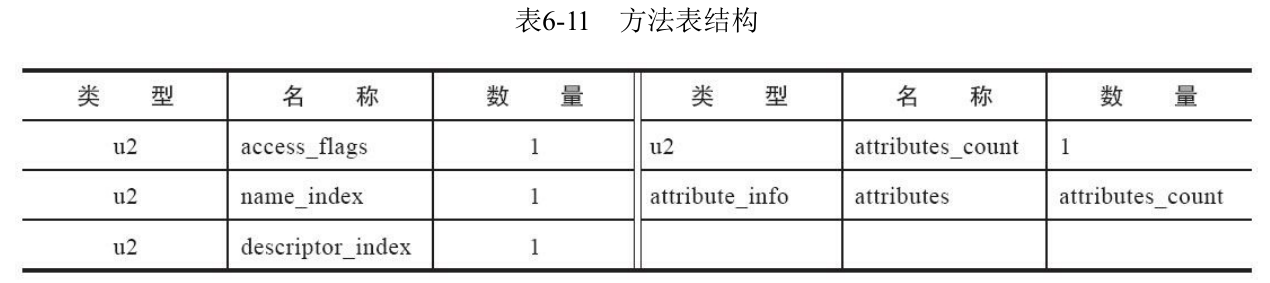 表6-11 方法表结构
类 型 名 称 数 量 类 型 名 称 数 量
u2 access_flags 1 u2 attributes_count 1
u2 name_index 1 attribute_info attributes attributes_count
u2 descriptor_index 1